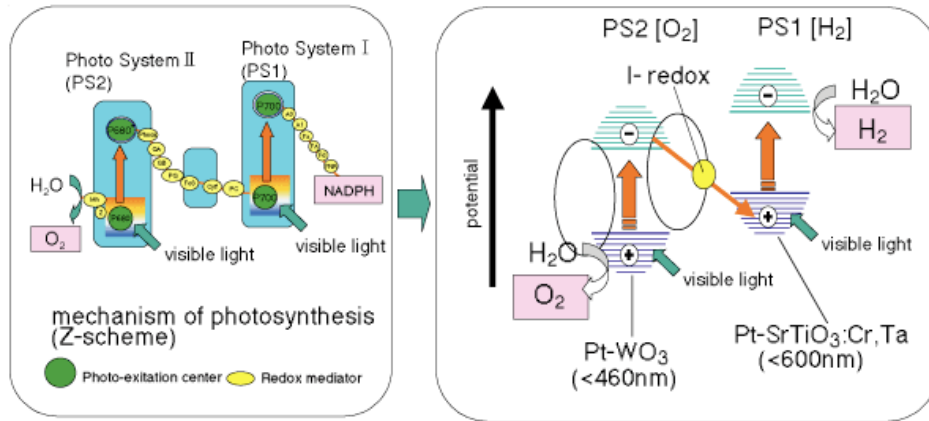 Photo System Ⅱ
(PS2)
Photo System Ⅰ
(PS1)
P680
P700
NADPH
H₂O
O₂
P680
P700
visible light
visible light
mechanism of photosynthesis
(Z-scheme)
Photo-exitation center
Redox mediator
PS2 [O₂]
PS1 [H₂]
I- redox
H₂O
H₂
potential
H₂O
O₂
visible light
visible light
Pt-WO₃
(<460nm)
Pt-SrTiO₃:Cr,Ta
(<600nm)